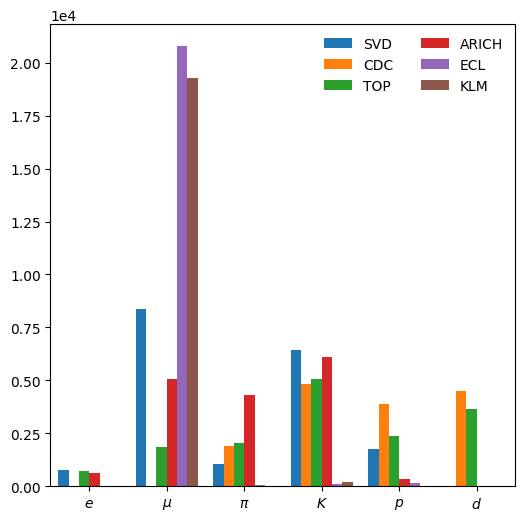 1e4
SVD ARICH
CDC ECL
TOP KLM
2.00
1.75
1.50
1.25
1.00
0.75
0.50
0.25
0.00
e μ π K p d